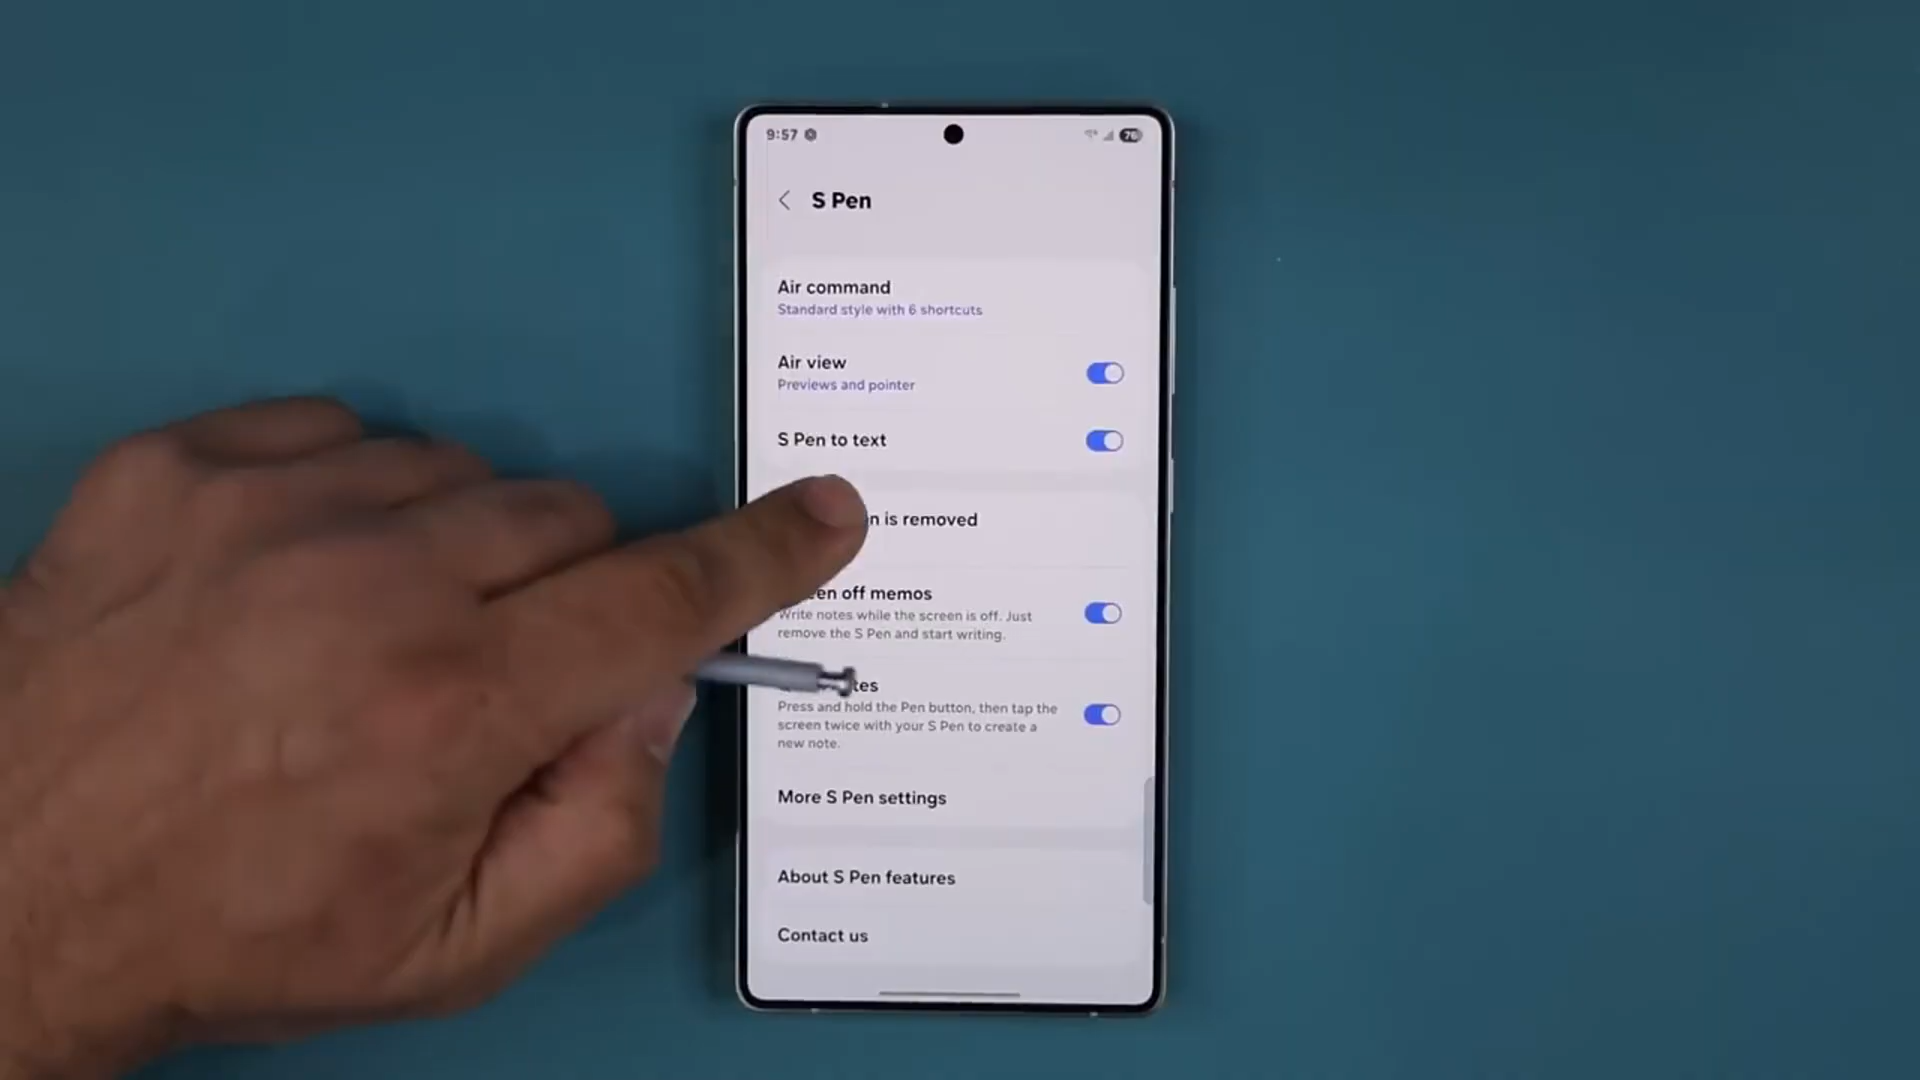 9:57 76
S Pen
Air command
Standard style with 6 shortcuts
Air view
Previews and pointer
S Pen to text
is removed
off memos
Write notes while the screen is off. Just
remove the S Pen and start writing.
Press and hold the Pen button, then tap the
screen twice with your S Pen to create a
new note.
More S Pen settings
About S Pen features
Contact us